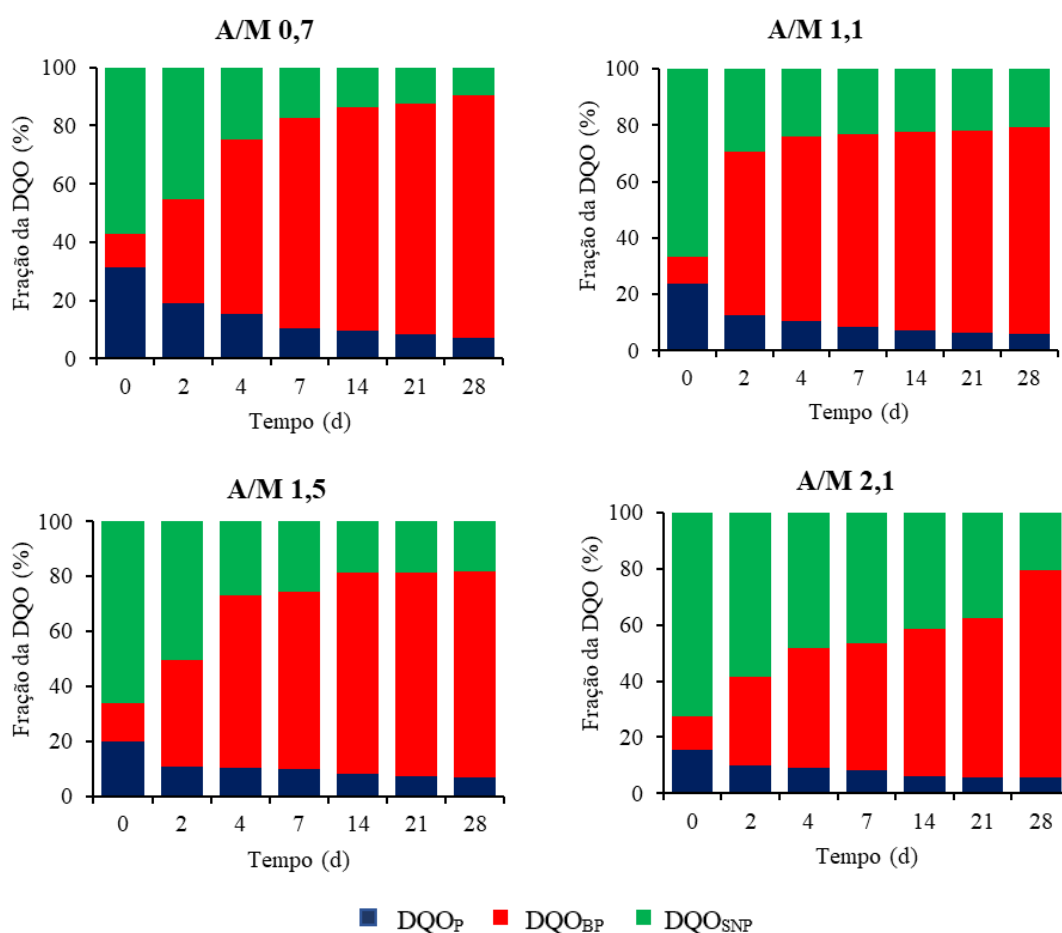 A/M 0,7
Fração da DQO (%)
100
80
60
40
20
0
0 2 4 7 14 21 28
Tempo (d)
A/M 1,1
Fração da DQO (%)
100
80
60
40
20
0
0 2 4 7 14 21 28
Tempo (d)
A/M 1,5
Fração da DQO (%)
100
80
60
40
20
0
0 2 4 7 14 21 28
Tempo (d)
A/M 2,1
Fração da DQO (%)
100
80
60
40
20
0
0 2 4 7 14 21 28
Tempo (d)
DQOP DQOBP DQOSNP